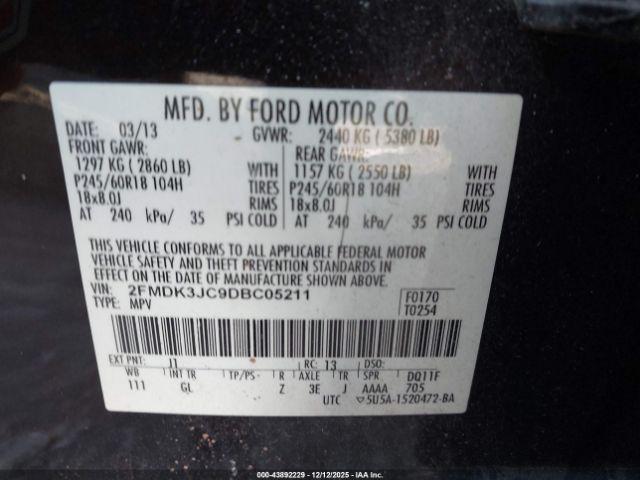 MFD. BY FORD MOTOR CO.
DATE: 03/13 GVWR: 2440 KG ( 5380 LB)
FRONT GAWR: REAR GAWR:
1297 KG ( 2860 LB) WITH 1157 KG ( 2550 LB) WITH
P245/60R18 104H TIRES P245/60R18 104H TIRES
18x8.0J RIMS 18x8.0J RIMS
AT 240 kPa/ 35 PSI COLD AT 240 kPa/ 35 PSI COLD
THIS VEHICLE CONFORMS TO ALL APPLICABLE FEDERAL MOTOR
VEHICLE SAFETY AND THEFT PREVENTION STANDARDS IN
EFFECT ON THE DATE OF MANUFACTURE SHOWN ABOVE.
VIN: 2FMDK3JC9DBC05211 F0170
TYPE: MPV T0254
EXT PNT: J1 RC: 13 DSO:
WB INT TR TP/PS R AXLE TR SPR DQ11F
111 GL Z 3E J AAAA 705
UTC ▽5U5A-1520472-BA
000-43892229 - 12/12/2025 - IAAI.COM